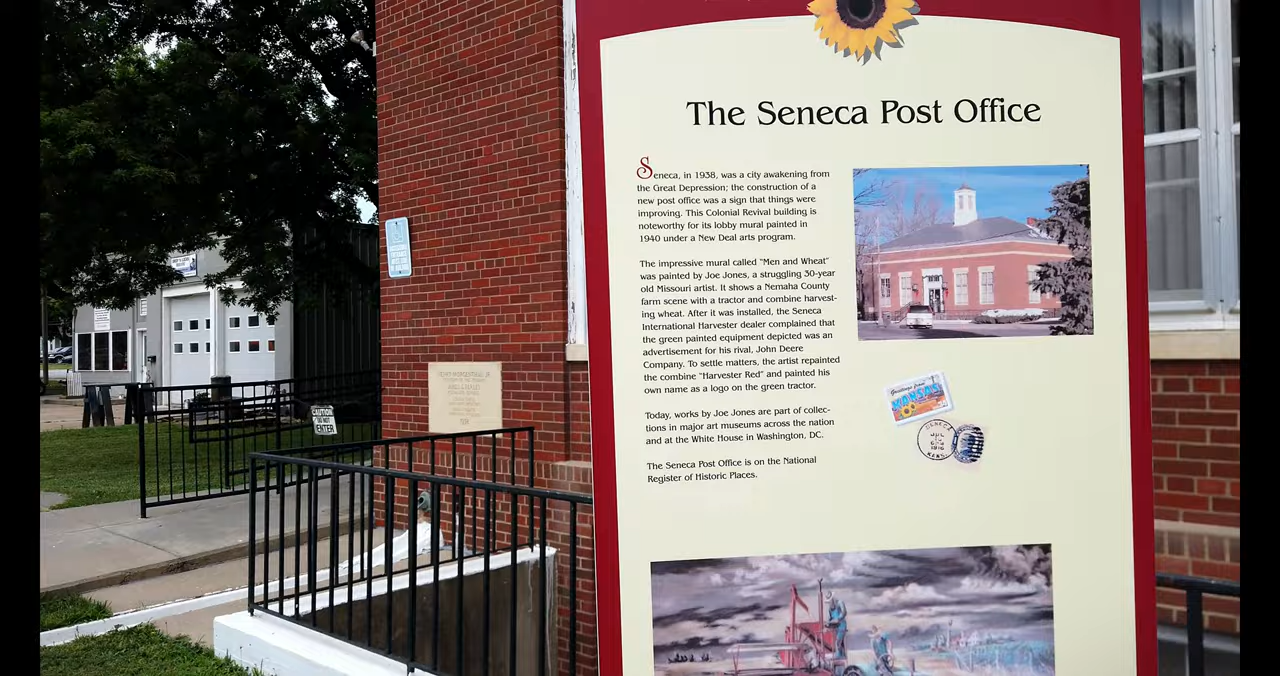 The Seneca Post Office
Seneca, in 1938, was a city awakening from
the Great Depression; the construction of a
new post office was a sign that things were
improving. This Colonial Revival building is
noteworthy for its lobby mural painted in
1940 under a New Deal arts program.
The impressive mural called "Men and Wheat"
was painted by Joe Jones, a struggling 30-year
old Missouri artist. It shows a Nemaha County
farm scene with a tractor and combine harvest-
ing wheat. After it was installed, the Seneca
International Harvester dealer complained that
the green painted equipment depicted was an
advertisement for his rival, John Deere
Company. To settle matters, the artist repainted
the combine "Harvester Red" and painted his
own name as a logo on the green tractor.
Today, works by Joe Jones are part of collec-
tions in major art museums across the nation
and at the White House in Washington, DC.
The Seneca Post Office is on the National
Register of Historic Places.
Greetings from
KANSAS
SENECA
JUL
KANS.
CAUTION
DO NOT
ENTER